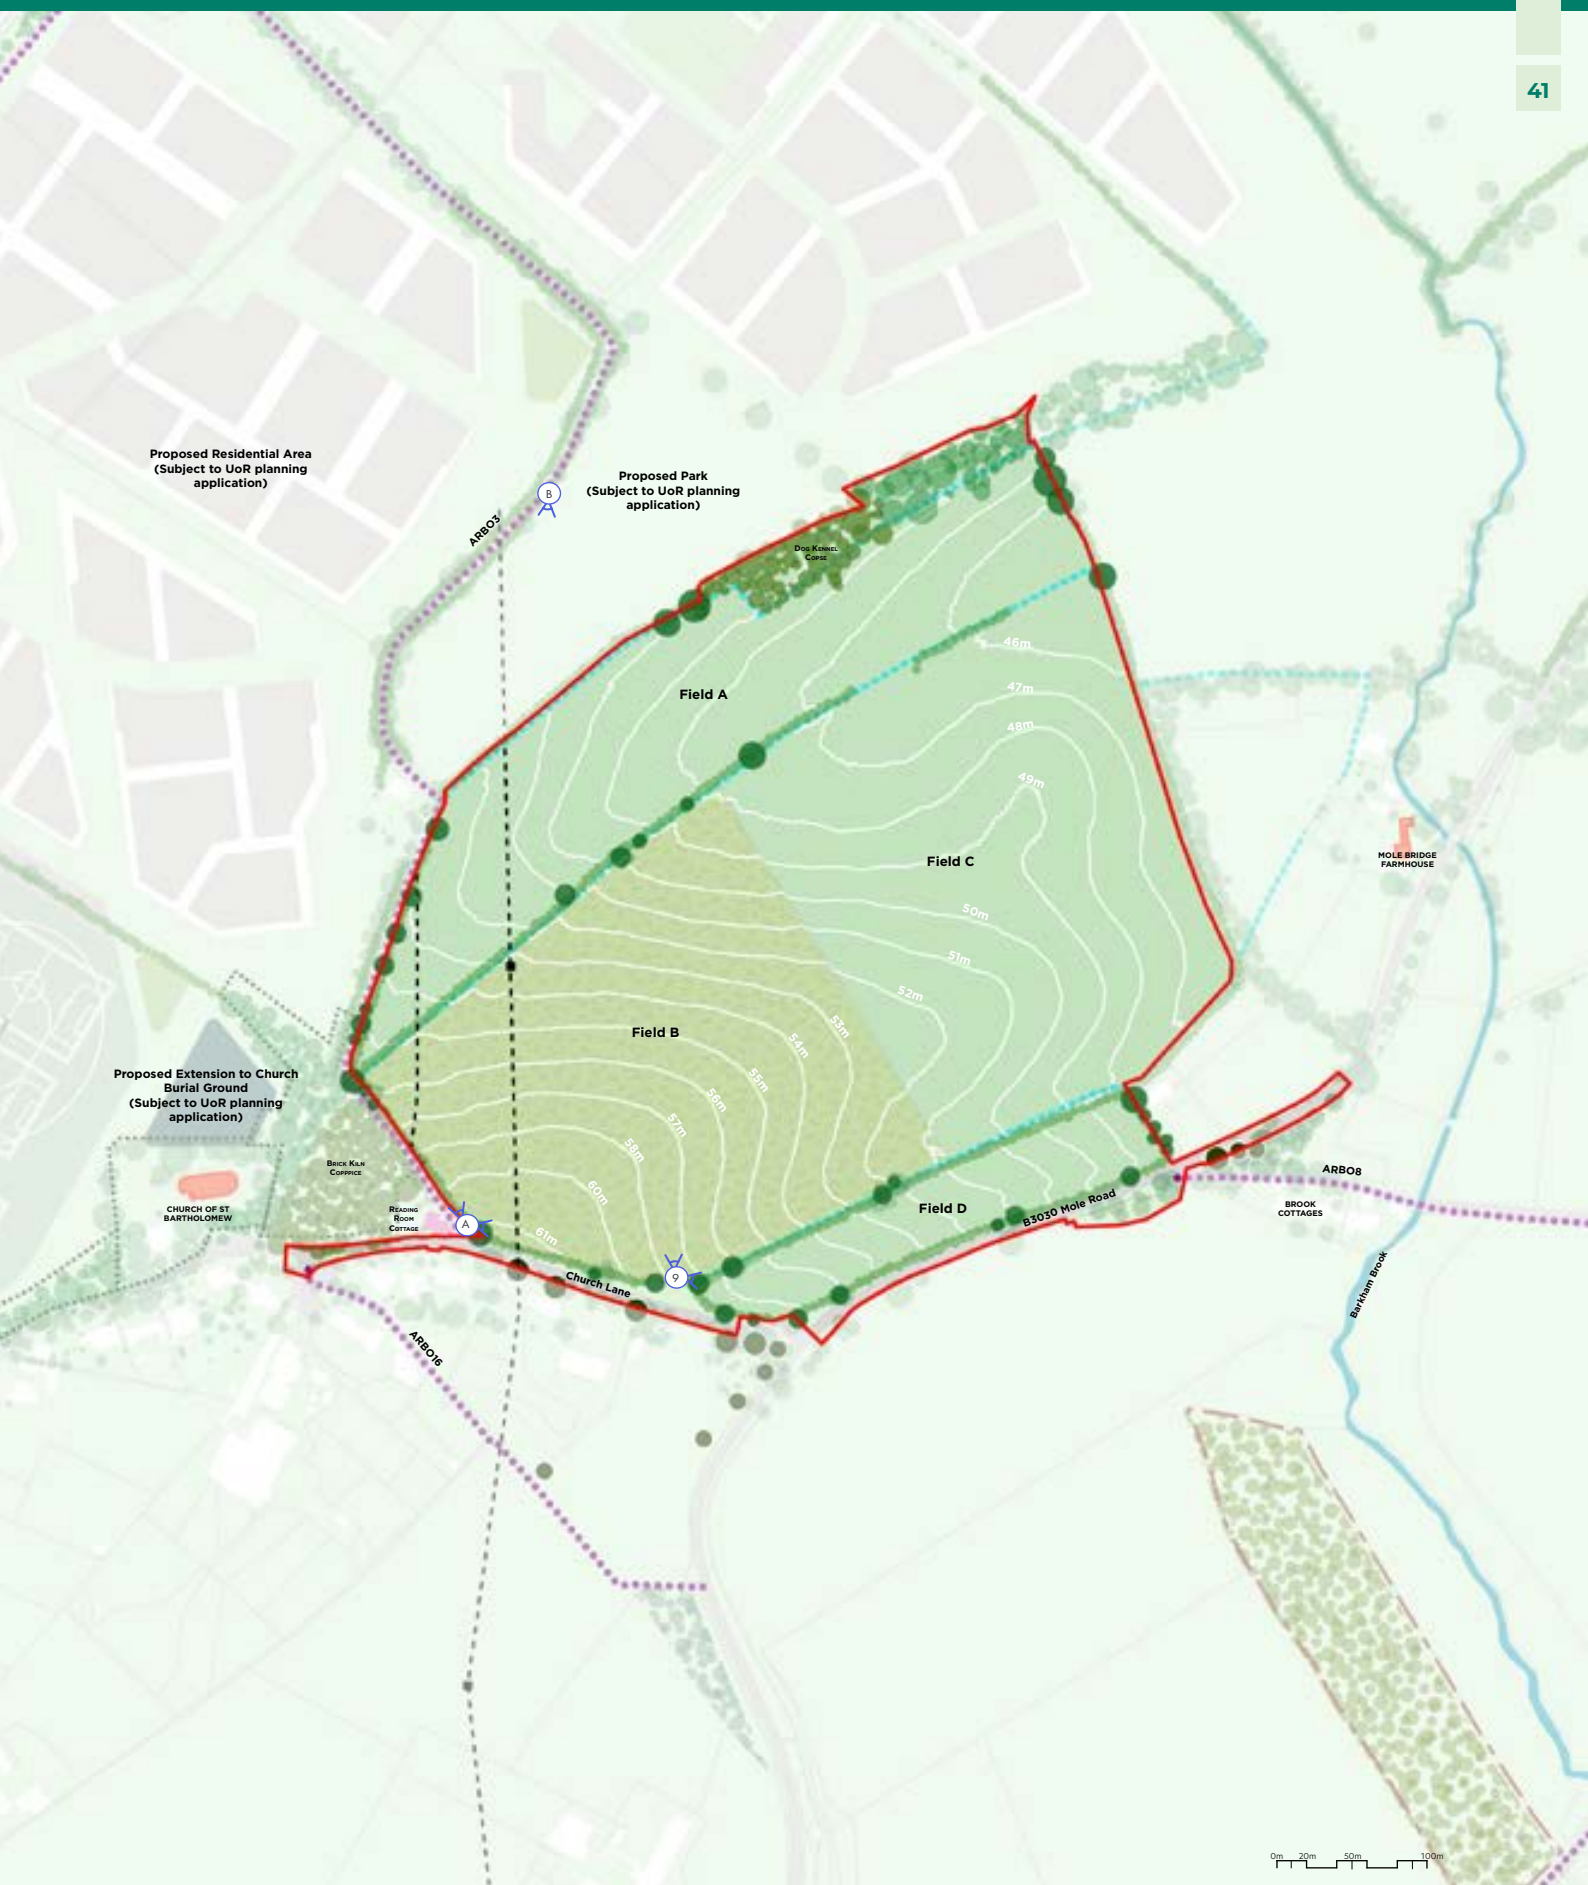 41
Proposed Residential Area
(Subject to UoR planning
application)
Proposed Park
(Subject to UoR planning
application)
B
ARBO3
Dog Kennel
Copse
46m
Field A
47m
48m
49m
MOLE BRIDGE
FARMHOUSE
Field C
50m
51m
52m
53m
Field B
54m
55m
56m
57m
58m
60m
61m
Proposed Extension to Church
Burial Ground
(Subject to UoR planning
application)
Brick Kiln
Copppice
CHURCH OF ST
BARTHOLOMEW
Reading
Room
Cottage
A
ARBO8
BROOK
COTTAGES
Field D
B3030 Mole Road
Church Lane
9
Barkham Brook
ARBO16
0m 20m 50m 100m